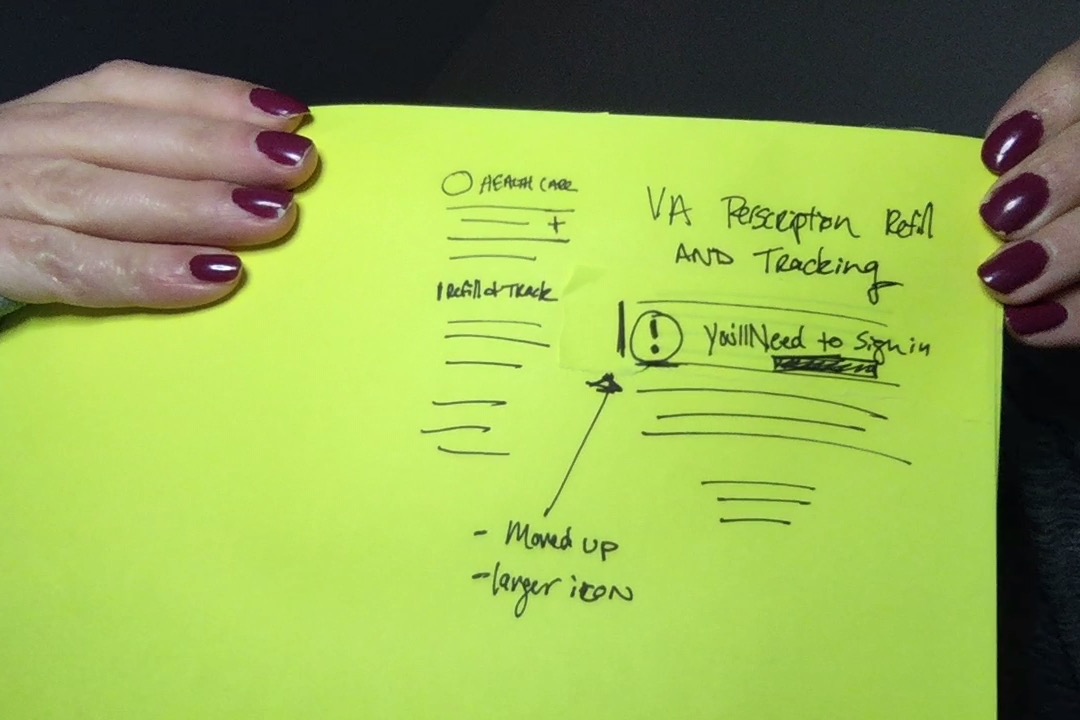 HEALTH CARE
+
Refill & Track
VA Perscription Refill
AND Tracking
! You'll Need to Sign in
- Moved up
- larger icon